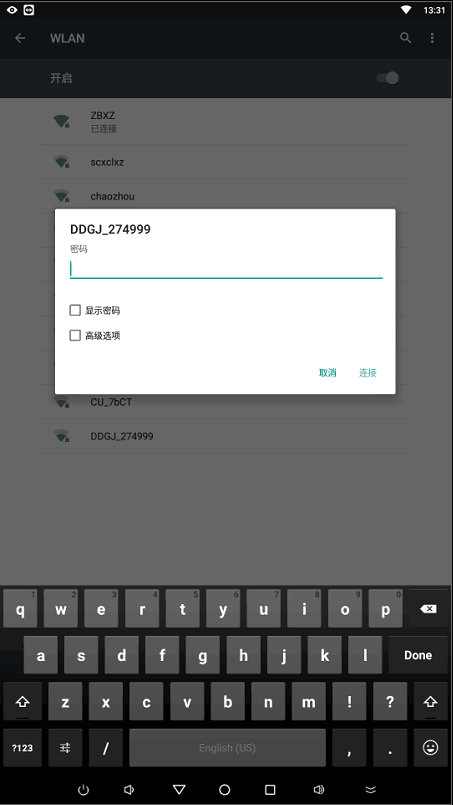 13:31
WLAN
开启
ZBXZ
已连接
scxclxz
chaozhou
DDGJ_274999
密码
显示密码
高级选项
取消 连接
CU_7bCT
DDGJ_274999
1 2 3 4 5 6 7 8 9 0
q w e r t y u i o p
a s d f g h j k l Done
z x c v b n m ! ?
?123 / English (US) , .